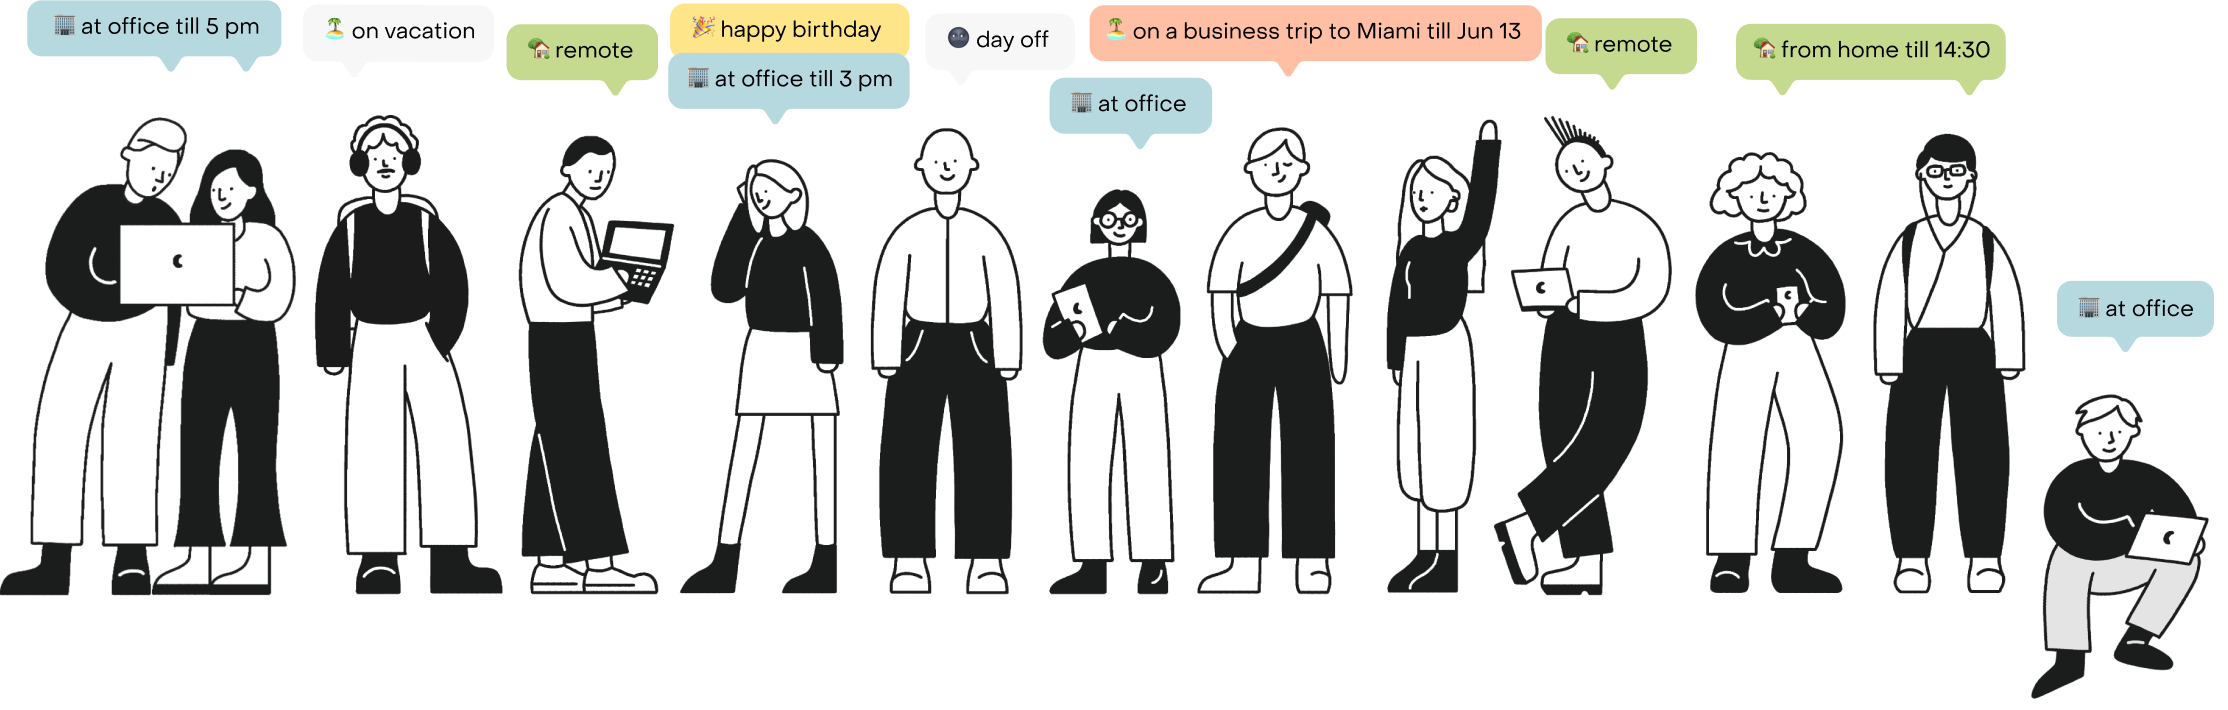 at office till 5 pm
on vacation
remote
happy birthday
at office till 3 pm
day off
at office
on a business trip to Miami till Jun 13
remote
from home till 14:30
at office